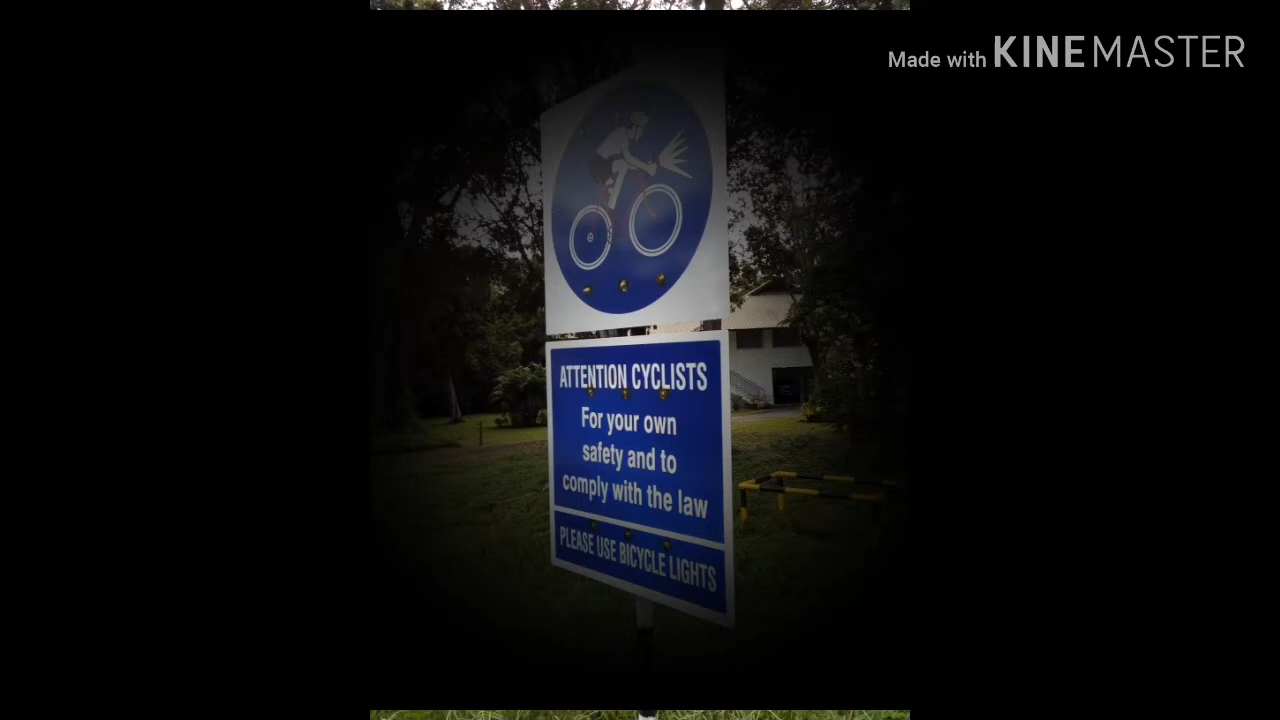 Made with KINEMASTER
ATTENTION CYCLISTS
For your own
safety and to
comply with the law
PLEASE USE BICYCLE LIGHTS